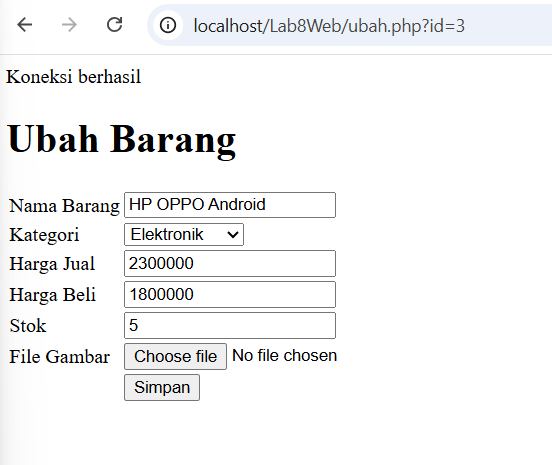 localhost/Lab8Web/ubah.php?id=3
Koneksi berhasil
Ubah Barang
Nama Barang HP OPPO Android
Kategori Elektronik
Harga Jual 2300000
Harga Beli 1800000
Stok 5
File Gambar Choose file No file chosen
Simpan